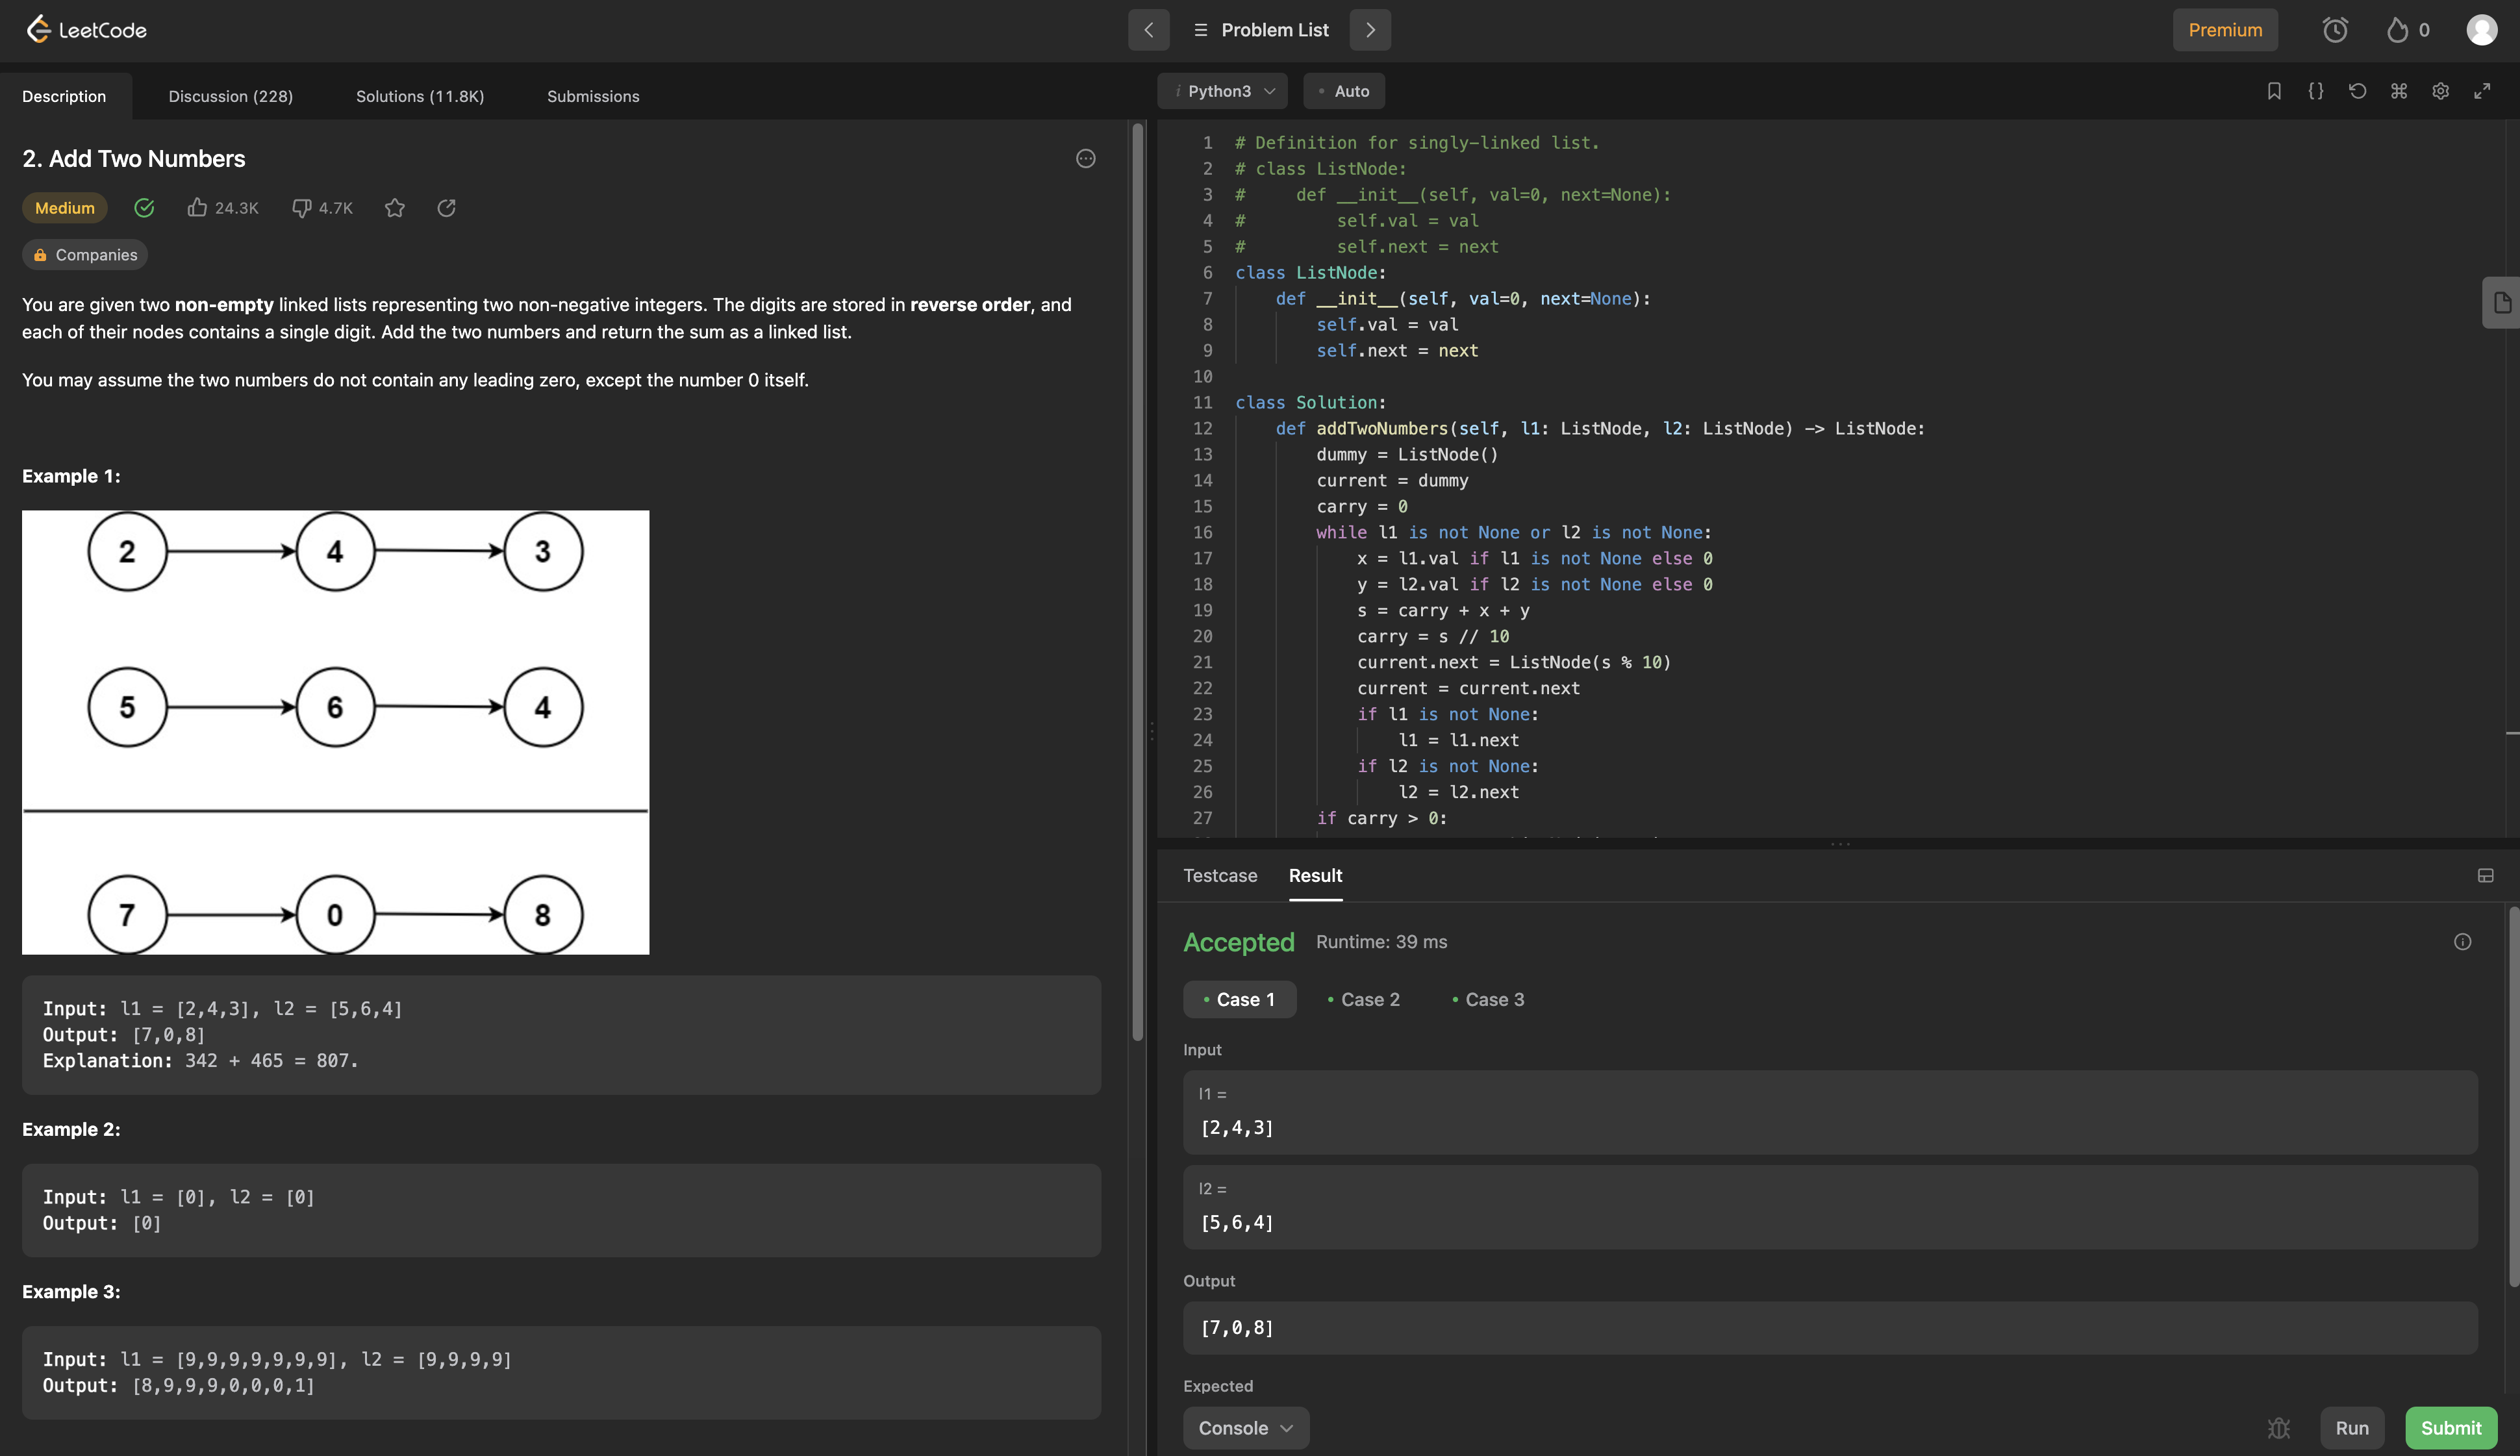 LeetCode
Problem List
Premium
0
Description
Discussion (228)
Solutions (11.8K)
Submissions
2. Add Two Numbers
Medium
24.3K
4.7K
Companies
You are given two non-empty linked lists representing two non-negative integers. The digits are stored in reverse order, and
each of their nodes contains a single digit. Add the two numbers and return the sum as a linked list.
You may assume the two numbers do not contain any leading zero, except the number 0 itself.
Example 1:
2 4 3
5 6 4
7 0 8
Input: l1 = [2,4,3], l2 = [5,6,4]
Output: [7,0,8]
Explanation: 342 + 465 = 807.
Example 2:
Input: l1 = [0], l2 = [0]
Output: [0]
Example 3:
Input: l1 = [9,9,9,9,9,9,9], l2 = [9,9,9,9]
Output: [8,9,9,9,0,0,0,1]
i Python3
• Auto
1 # Definition for singly-linked list.
2 # class ListNode:
3 #     def __init__(self, val=0, next=None):
4 #         self.val = val
5 #         self.next = next
6 class ListNode:
7     def __init__(self, val=0, next=None):
8         self.val = val
9         self.next = next
10
11 class Solution:
12     def addTwoNumbers(self, l1: ListNode, l2: ListNode) -> ListNode:
13         dummy = ListNode()
14         current = dummy
15         carry = 0
16         while l1 is not None or l2 is not None:
17             x = l1.val if l1 is not None else 0
18             y = l2.val if l2 is not None else 0
19             s = carry + x + y
20             carry = s // 10
21             current.next = ListNode(s % 10)
22             current = current.next
23             if l1 is not None:
24                 l1 = l1.next
25             if l2 is not None:
26                 l2 = l2.next
27         if carry > 0:
Testcase
Result
Accepted
Runtime: 39 ms
• Case 1
• Case 2
• Case 3
Input
l1 =
[2,4,3]
l2 =
[5,6,4]
Output
[7,0,8]
Expected
Console
Run
Submit